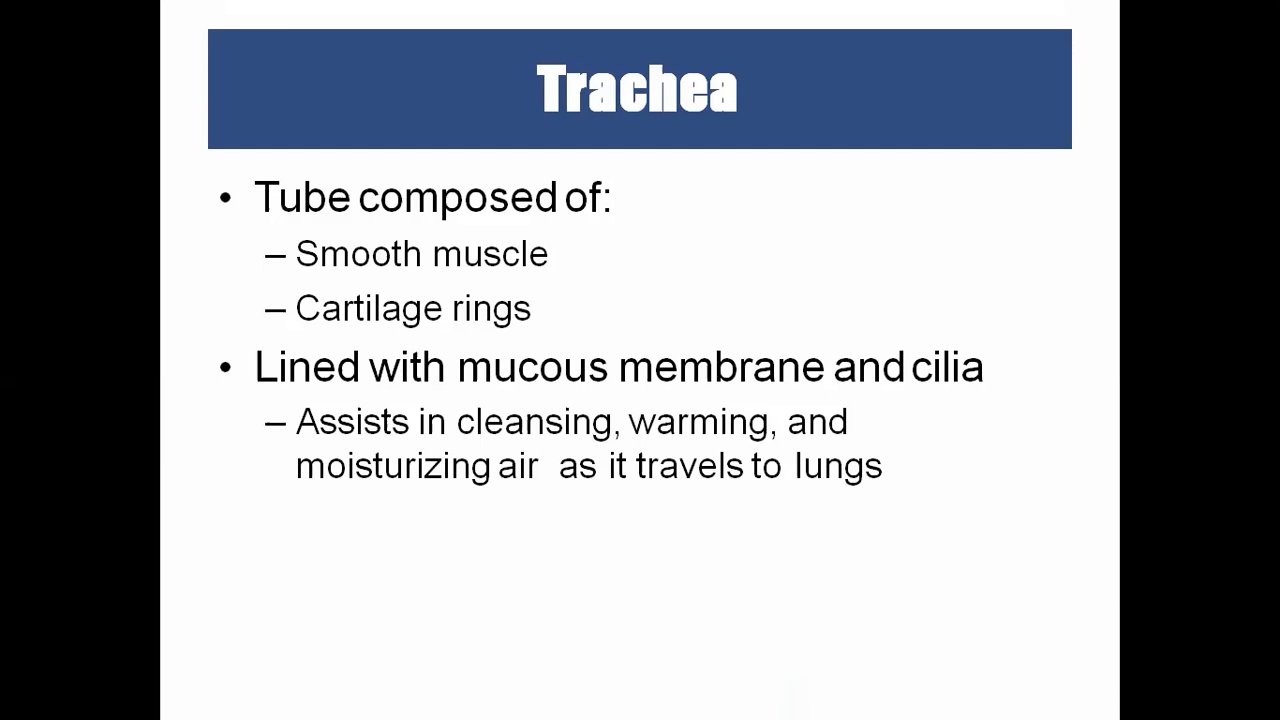 Trachea
• Tube composed of:
– Smooth muscle
– Cartilage rings
• Lined with mucous membrane and cilia
– Assists in cleansing, warming, and
moisturizing air as it travels to lungs